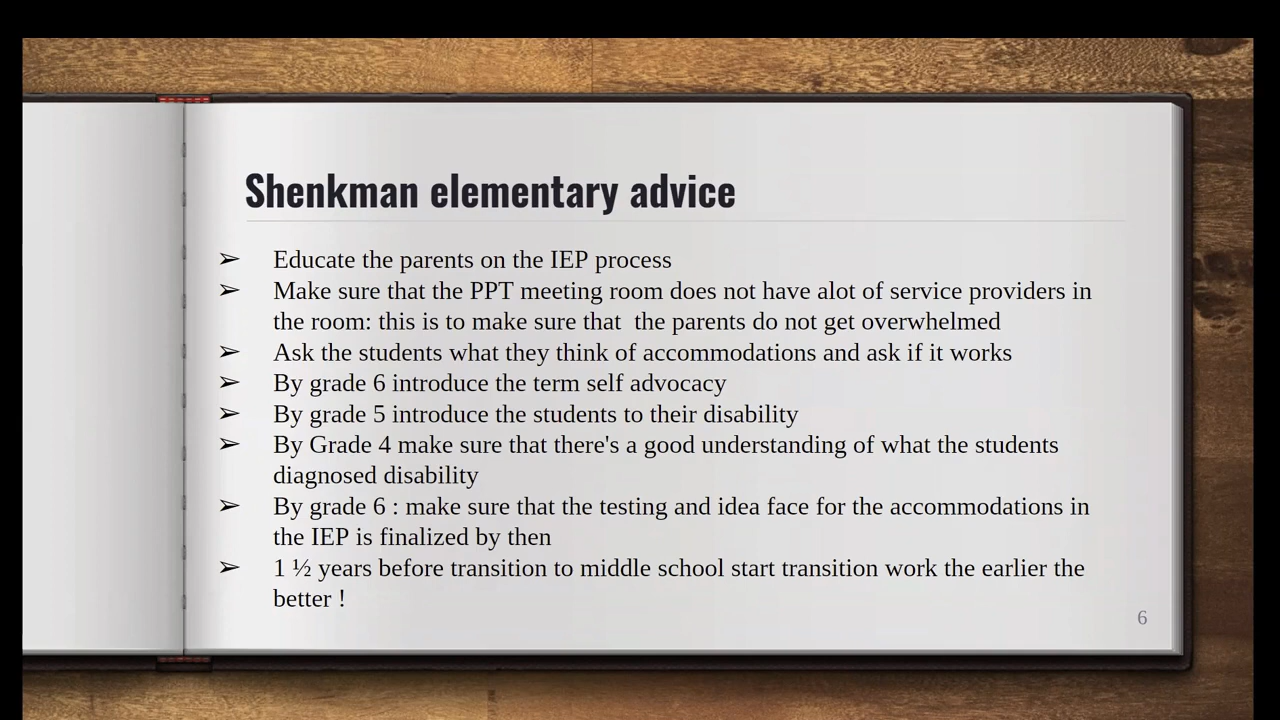 Shenkman elementary advice
➢ Educate the parents on the IEP process
➢ Make sure that the PPT meeting room does not have alot of service providers in
the room: this is to make sure that  the parents do not get overwhelmed
➢ Ask the students what they think of accommodations and ask if it works
➢ By grade 6 introduce the term self advocacy
➢ By grade 5 introduce the students to their disability
➢ By Grade 4 make sure that there's a good understanding of what the students
diagnosed disability
➢ By grade 6 : make sure that the testing and idea face for the accommodations in
the IEP is finalized by then
➢ 1 ½ years before transition to middle school start transition work the earlier the
better !
6